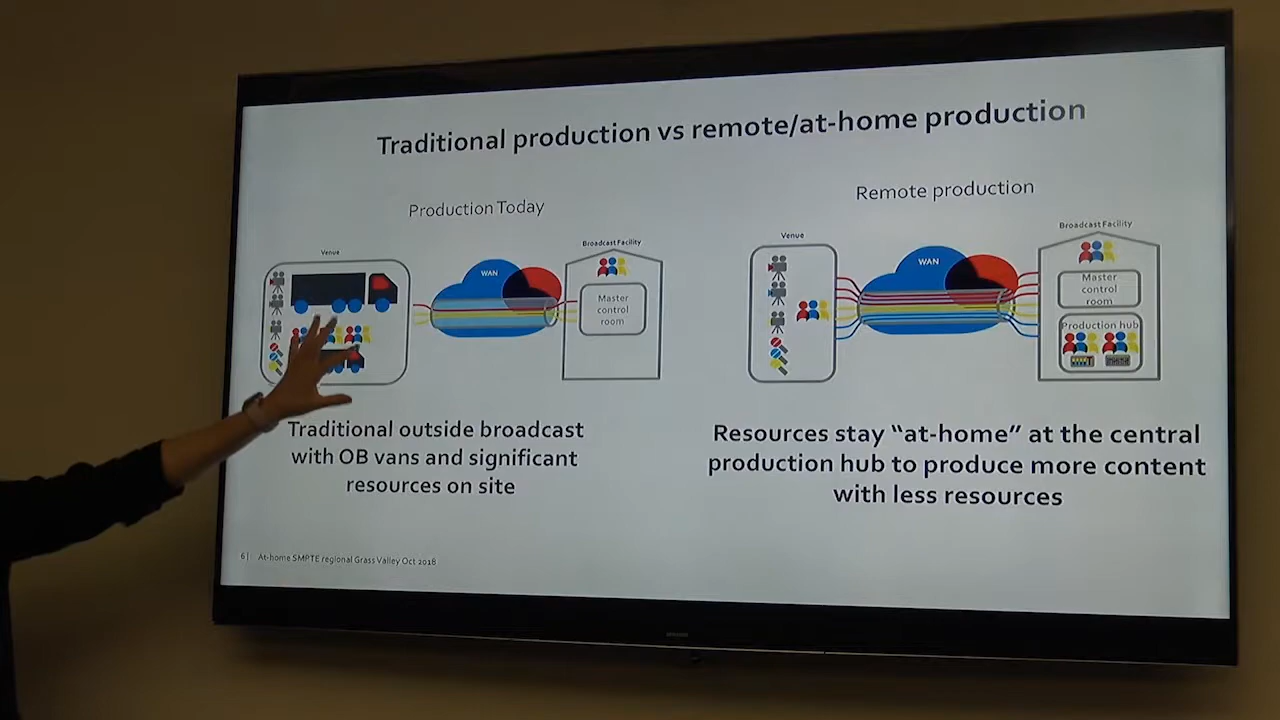 Traditional production vs remote/at-home production
Production Today
Venue
WAN
Broadcast Facility
Master
control
room
Traditional outside broadcast
with OB vans and significant
resources on site
Remote production
Venue
WAN
Broadcast Facility
Master
control
room
Production hub
Resources stay “at-home” at the central
production hub to produce more content
with less resources
6 | At-home SMPTE regional Grass Valley Oct 2018